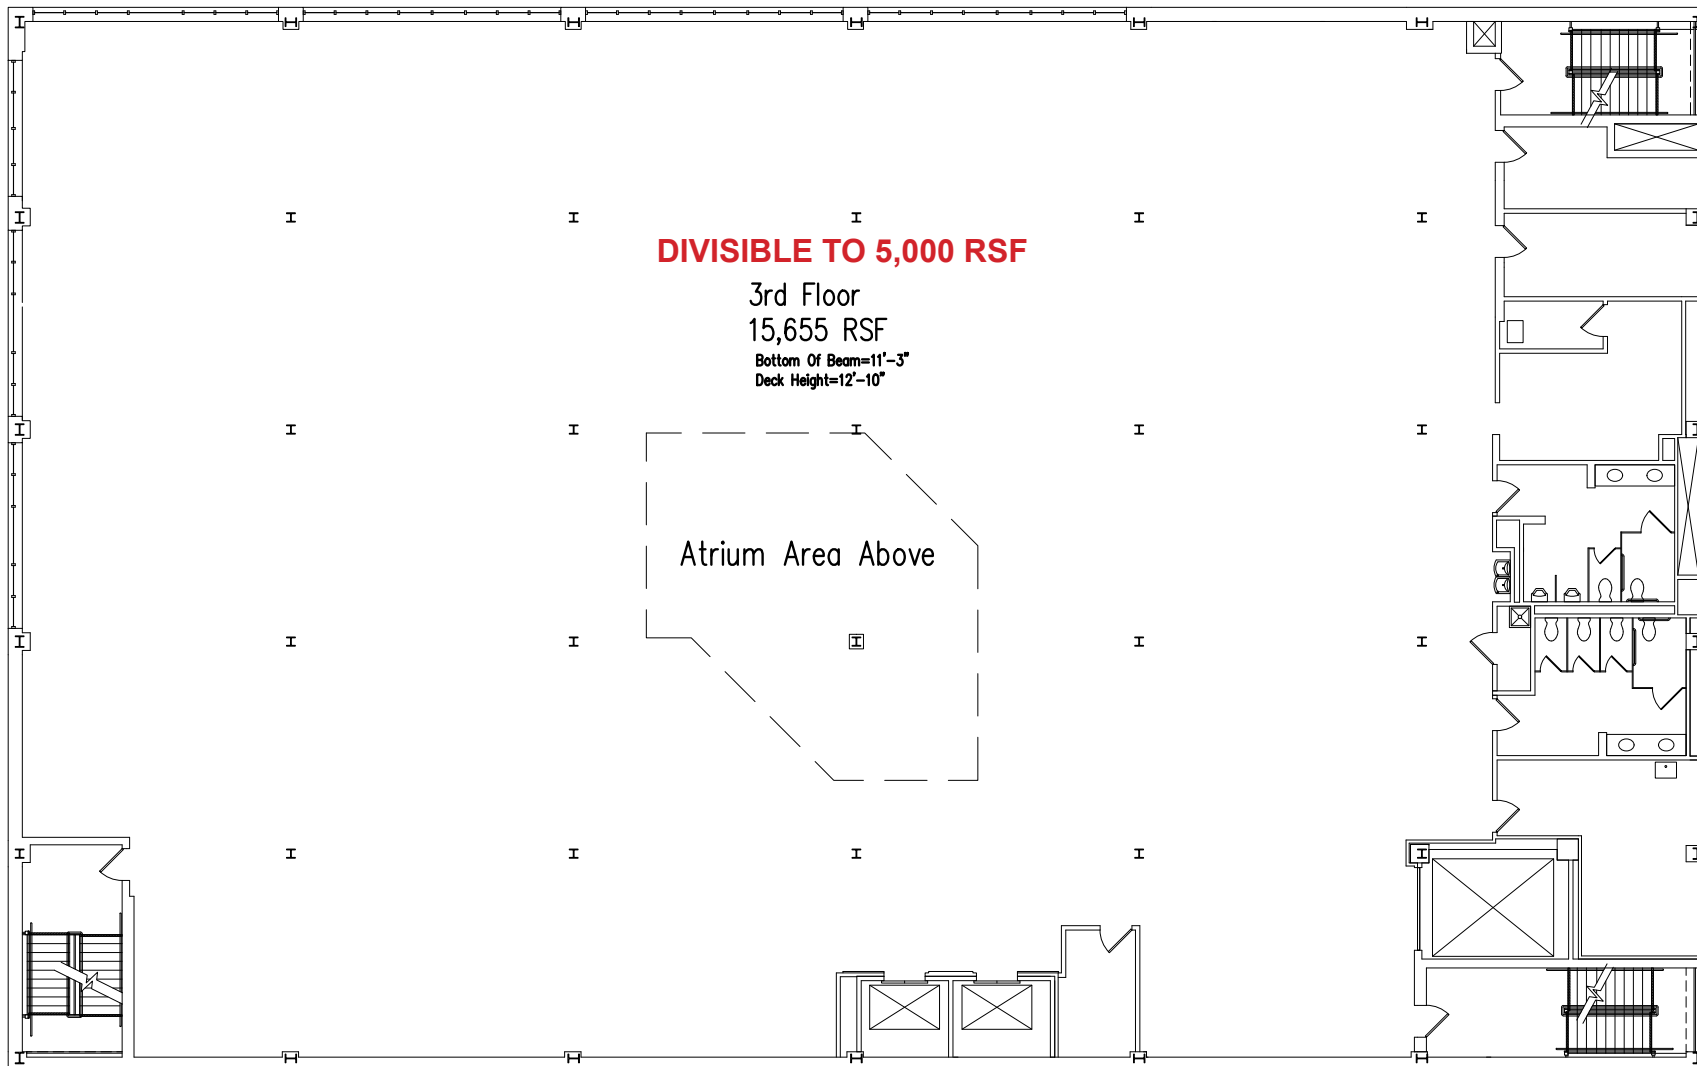 DIVISIBLE TO 5,000 RSF
3rd Floor
15,655 RSF
Bottom Of Beam=11'-3"
Deck Height=12'-10"
Atrium Area Above